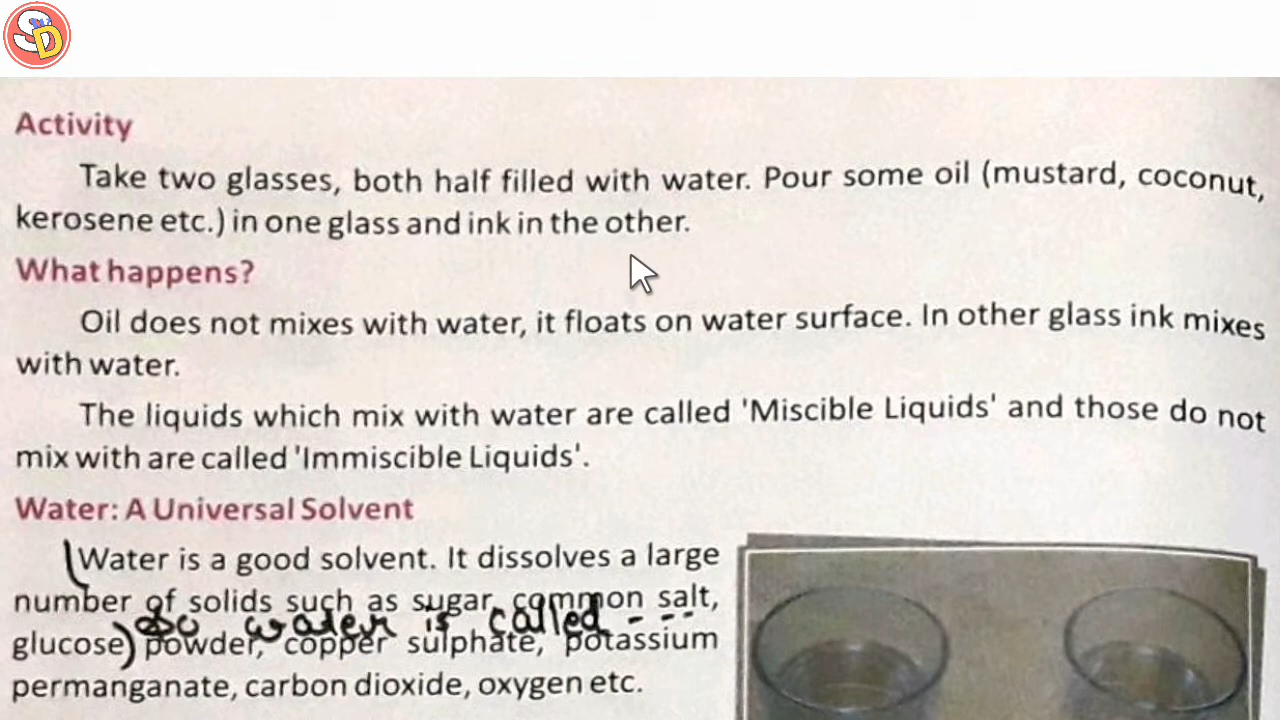 SD
Activity
Take two glasses, both half filled with water. Pour some oil (mustard, coconut,
kerosene etc.) in one glass and ink in the other.
What happens?
Oil does not mixes with water, it floats on water surface. In other glass ink mixes
with water.
The liquids which mix with water are called 'Miscible Liquids' and those do not
mix with are called 'Immiscible Liquids'.
Water: A Universal Solvent
(Water is a good solvent. It dissolves a large
number of solids such as sugar, common salt,
So water is called - - -
glucose) powder, copper sulphate, potassium
permanganate, carbon dioxide, oxygen etc.